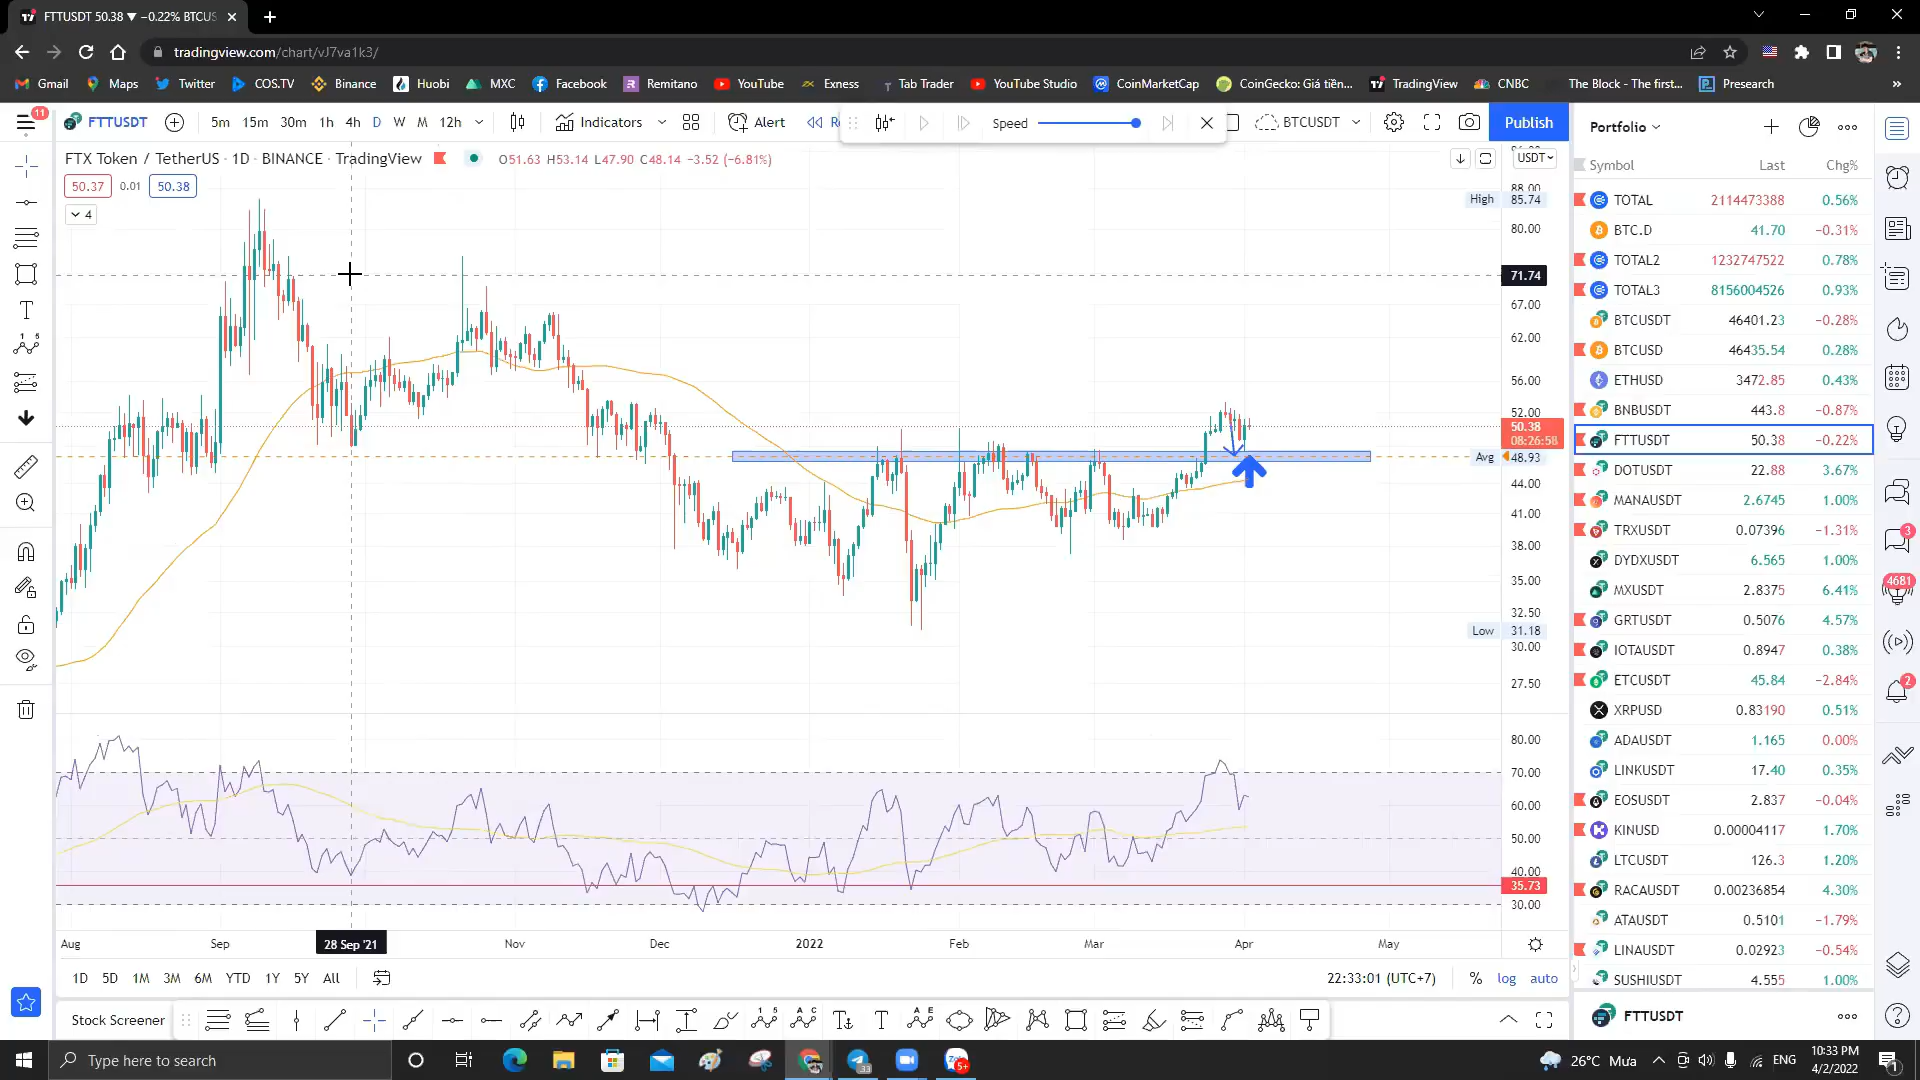 FTTUSDT 50.38 ▼ −0.22% BTCUS
tradingview.com/chart/vJ7va1k3/
Gmail Maps Twitter COS.TV Binance Huobi MXC Facebook Remitano YouTube Exness Tab Trader YouTube Studio CoinMarketCap CoinGecko: Giá tiền... TradingView CNBC The Block - The first... Presearch »
11 FTTUSDT 5m 15m 30m 1h 4h D W M 12h Indicators Alert Speed BTCUSDT Publish
FTX Token / TetherUS · 1D · BINANCE · TradingView O51.63 H53.14 L47.90 C48.14 −3.52 (−6.81%)
USDT
50.37 0.01 50.38
4
88.00
High 85.74
80.00
71.74
67.00
62.00
56.00
52.00
50.38
08:26:58
Avg 48.93
44.00
41.00
38.00
35.00
32.50
Low 31.18
30.00
27.50
80.00
70.00
60.00
50.00
40.00
35.73
30.00
Aug Sep 28 Sep '21 Nov Dec 2022 Feb Mar Apr May
1D 5D 1M 3M 6M YTD 1Y 5Y All 22:33:01 (UTC+7) % log auto
Stock Screener
Portfolio
Symbol Last Chg%
TOTAL 2114473388 0.56%
BTC.D 41.70 −0.31%
TOTAL2 1232747522 0.78%
TOTAL3 8156004526 0.93%
BTCUSDT 46401.23 −0.28%
BTCUSD 46435.54 0.28%
ETHUSD 3472.85 0.43%
BNBUSDT 443.8 −0.87%
FTTUSDT 50.38 −0.22%
DOTUSDT 22.88 3.67%
MANAUSDT 2.6745 1.00%
TRXUSDT 0.07396 −1.31%
DYDXUSDT 6.565 1.00%
MXUSDT 2.8375 6.41%
GRTUSDT 0.5076 4.57%
IOTAUSDT 0.8947 0.38%
ETCUSDT 45.84 −2.84%
XRPUSD 0.83190 0.51%
ADAUSDT 1.165 0.00%
LINKUSDT 17.40 0.35%
EOSUSDT 2.837 −0.04%
KINUSD 0.00004117 1.70%
LTCUSDT 126.3 1.20%
RACAUSDT 0.00236854 4.30%
ATAUSDT 0.5101 −1.79%
LINAUSDT 0.02923 −0.54%
SUSHIUSDT 4.555 1.00%
FTTUSDT
3
4681
2
Type here to search
33
5+
26°C Mưa
ENG
10:33 PM
4/2/2022
1